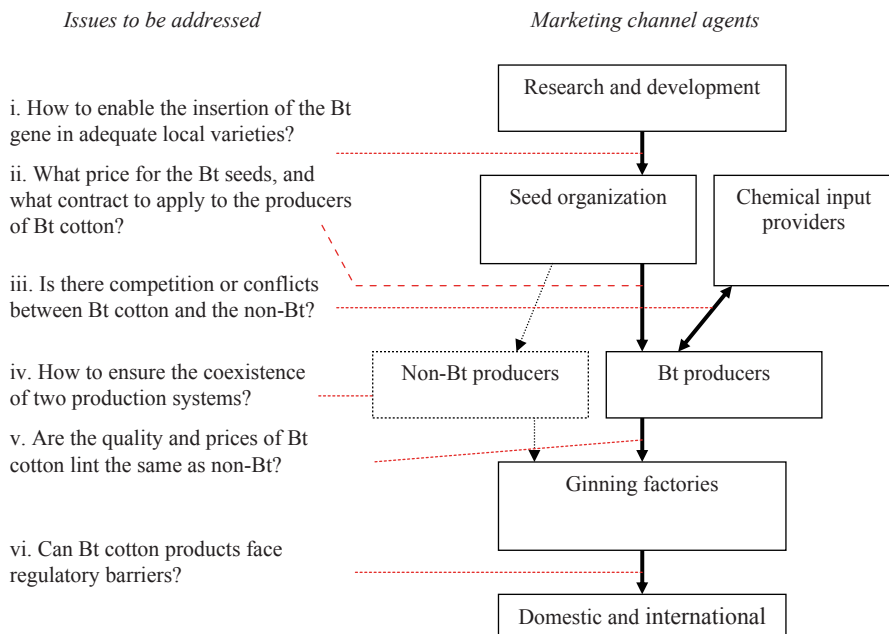 Issues to be addressed
Marketing channel agents
i. How to enable the insertion of the Bt
gene in adequate local varieties?
ii. What price for the Bt seeds, and
what contract to apply to the producers
of Bt cotton?
iii. Is there competition or conflicts
between Bt cotton and the non-Bt?
iv. How to ensure the coexistence
of two production systems?
v. Are the quality and prices of Bt
cotton lint the same as non-Bt?
vi. Can Bt cotton products face
regulatory barriers?
Research and development
Seed organization
Chemical input
providers
Non-Bt producers
Bt producers
Ginning factories
Domestic and international